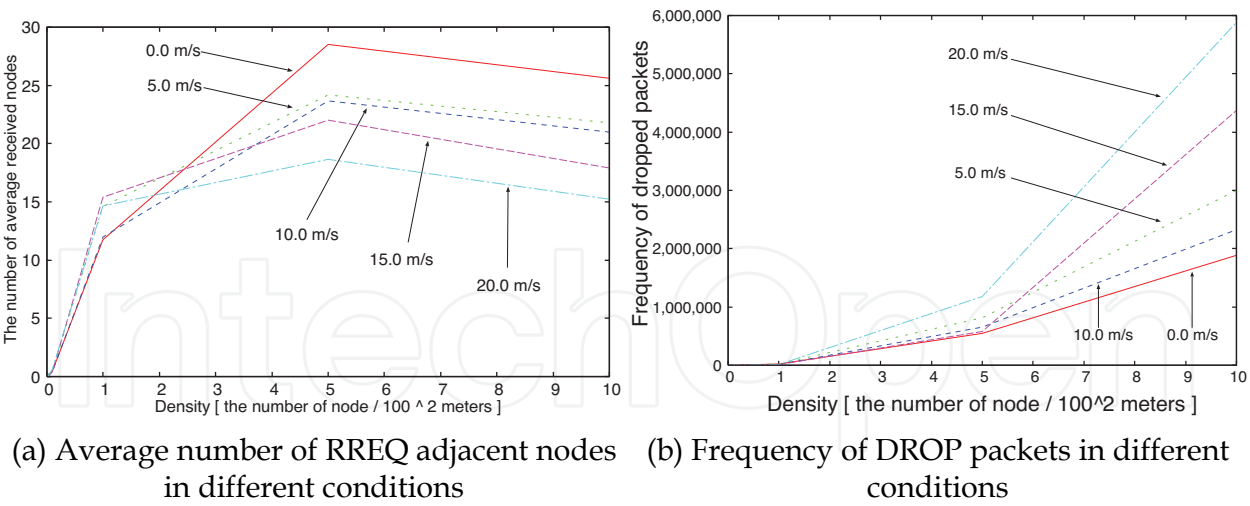 30
25
20
15
10
5
0
The number of average received nodes
0.0 m/s
5.0 m/s
10.0 m/s
15.0 m/s
20.0 m/s
0 1 2 3 4 5 6 7 8 9 10
Density [ the number of node / 100 ^ 2 meters ]
(a) Average number of RREQ adjacent nodes
in different conditions
6,000,000
5,000,000
4,000,000
3,000,000
2,000,000
1,000,000
0
Frequency of dropped packets
20.0 m/s
15.0 m/s
5.0 m/s
10.0 m/s
0.0 m/s
0 1 2 3 4 5 6 7 8 9 10
Density [ the number of node / 100^2 meters ]
(b) Frequency of DROP packets in different
conditions
IntechOpen